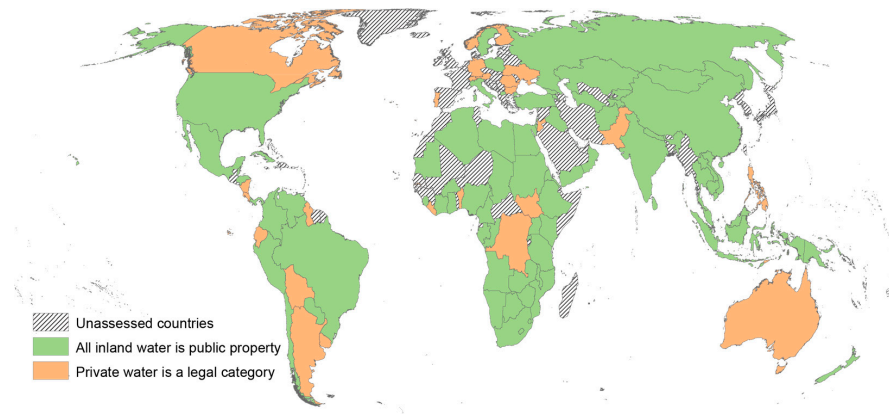 Unassessed countries
All inland water is public property
Private water is a legal category